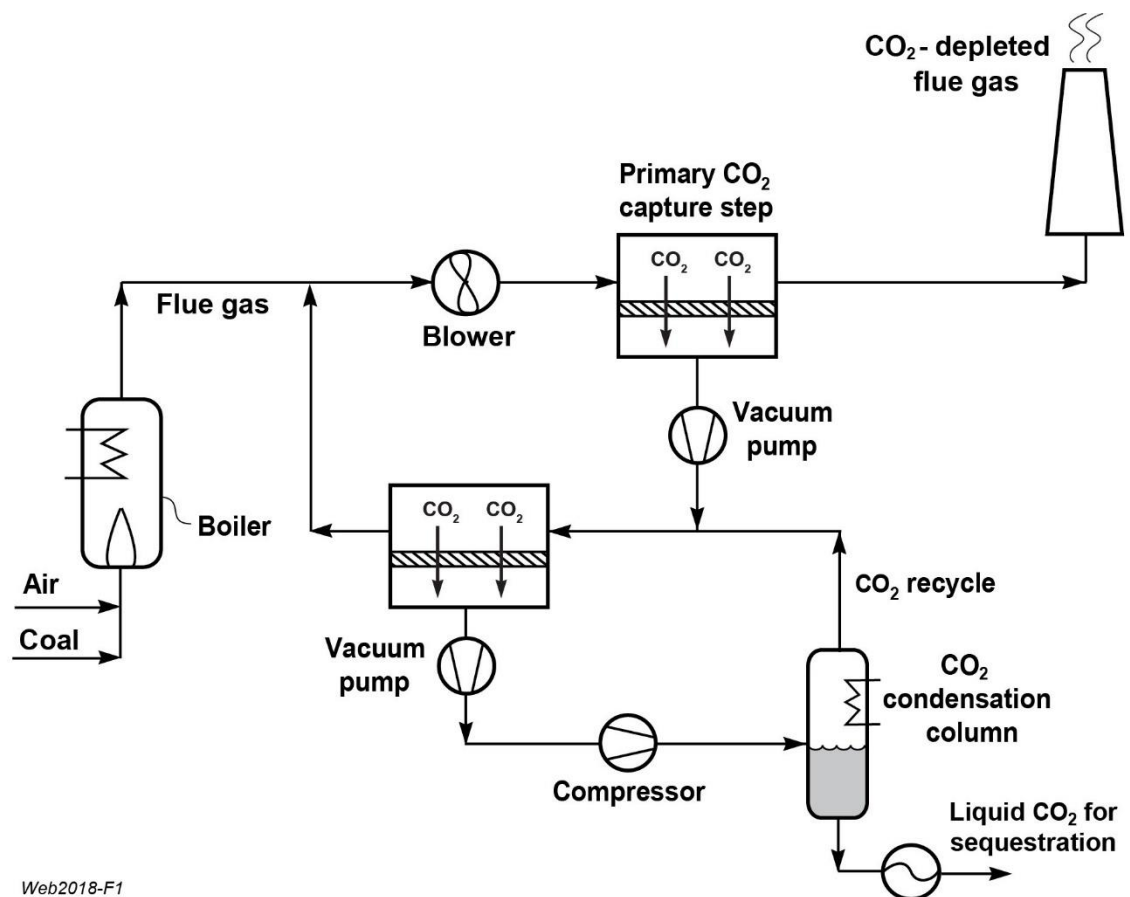 CO₂ - depleted
flue gas
Primary CO₂
capture step
CO₂ CO₂
Flue gas
Blower
Vacuum
pump
CO₂ CO₂
Boiler
Air
Coal
CO₂ recycle
Vacuum
pump
CO₂
condensation
column
Compressor
Liquid CO₂ for
sequestration
Web2018-F1